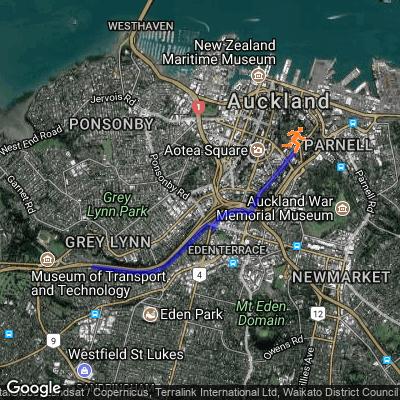 WESTHAVEN
New Zealand
Maritime Museum
Jervois Rd
1
Auckland
PONSONBY
West End Road
Aotea Square
PARNELL
Ponsonby Rd
Garnet Rd
Grey
Lynn Park
Parnell Rd
Auckland War
Memorial Museum
GREY LYNN
EDEN TERRACE
Museum of Transport
and Technology
4
NEWMARKET
Eden Park
Mt Eden
Domain
12
9
Owens Rd
Westfield St Lukes
Google
Landsat / Copernicus, Terralink International Ltd, Waikato District Council